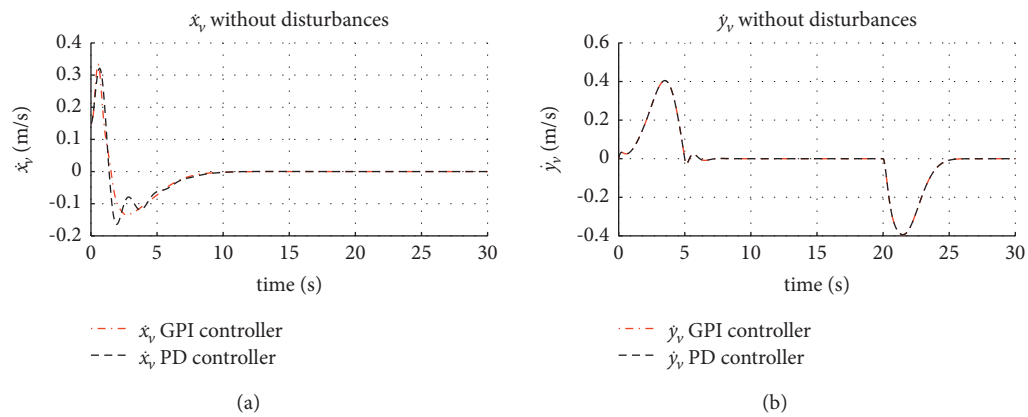 ẋᵥ without disturbances
0.4
0.3
0.2
0.1
0
-0.1
-0.2
ẋᵥ (m/s)
0 5 10 15 20 25 30
time (s)
ẋᵥ GPI controller
ẋᵥ PD controller
(a)
ẏᵥ without disturbances
0.6
0.4
0.2
0
-0.2
-0.4
ẏᵥ (m/s)
0 5 10 15 20 25 30
time (s)
ẏᵥ GPI controller
ẏᵥ PD controller
(b)